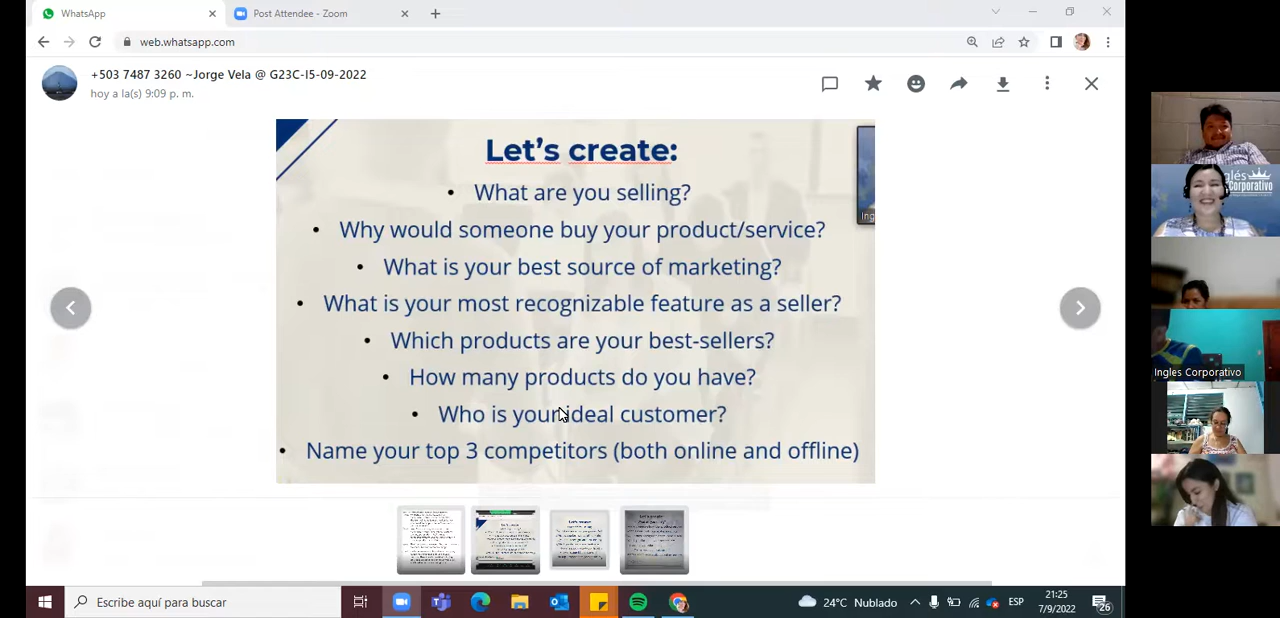 WhatsApp
Post Attendee - Zoom
web.whatsapp.com
+503 7487 3260 ~Jorge Vela @ G23C-I5-09-2022
hoy a la(s) 9:09 p. m.
Let's create:
• What are you selling?
• Why would someone buy your product/service?
• What is your best source of marketing?
• What is your most recognizable feature as a seller?
• Which products are your best-sellers?
• How many products do you have?
• Who is your ideal customer?
• Name your top 3 competitors (both online and offline)
Ing
glés
Corporativo
Ingles Corporativo
Escribe aquí para buscar
24°C Nublado
ESP
21:25
7/9/2022
26